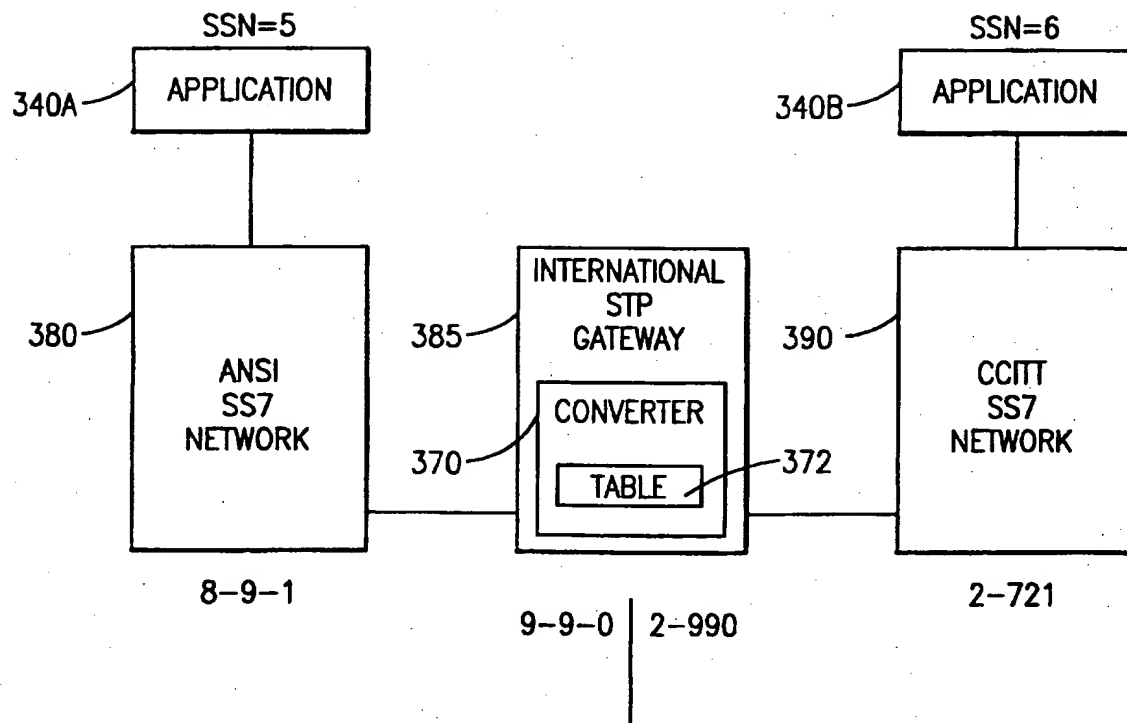 SSN=5
SSN=6
APPLICATION
340A
APPLICATION
340B
INTERNATIONAL
STP
GATEWAY
380
385
390
ANSI
SS7
NETWORK
CCITT
SS7
NETWORK
CONVERTER
370
372
TABLE
8-9-1
2-721
9-9-0
2-990